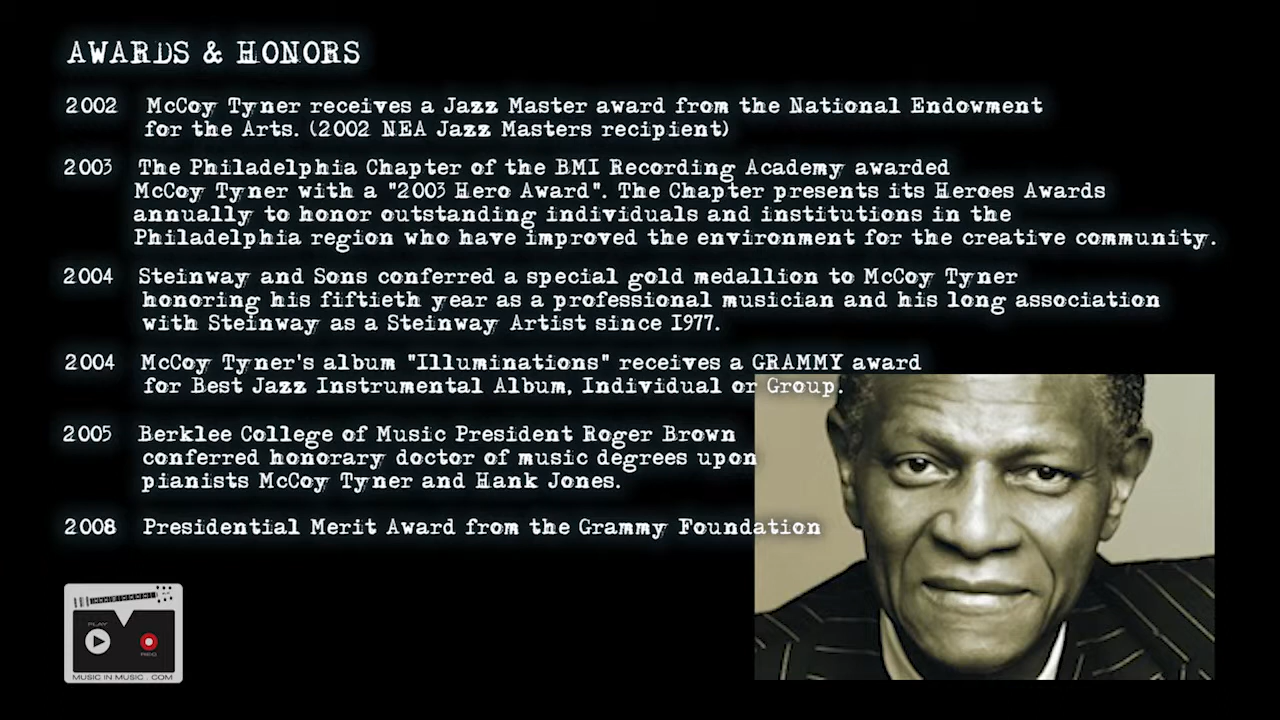 AWARDS & HONORS
2002 McCoy Tyner receives a Jazz Master award from the National Endowment
for the Arts. (2002 NEA Jazz Masters recipient)
2003 The Philadelphia Chapter of the BMI Recording Academy awarded
McCoy Tyner with a "2003 Hero Award". The Chapter presents its Heroes Awards
annually to honor outstanding individuals and institutions in the
Philadelphia region who have improved the environment for the creative community.
2004 Steinway and Sons conferred a special gold medallion to McCoy Tyner
honoring his fiftieth year as a professional musician and his long association
with Steinway as a Steinway Artist since 1977.
2004 McCoy Tyner's album "Illuminations" receives a GRAMMY award
for Best Jazz Instrumental Album, Individual or Group.
2005 Berklee College of Music President Roger Brown
conferred honorary doctor of music degrees upon
pianists McCoy Tyner and Hank Jones.
2008 Presidential Merit Award from the Grammy Foundation
PLAY
MUSIC IN MUSIC . COM